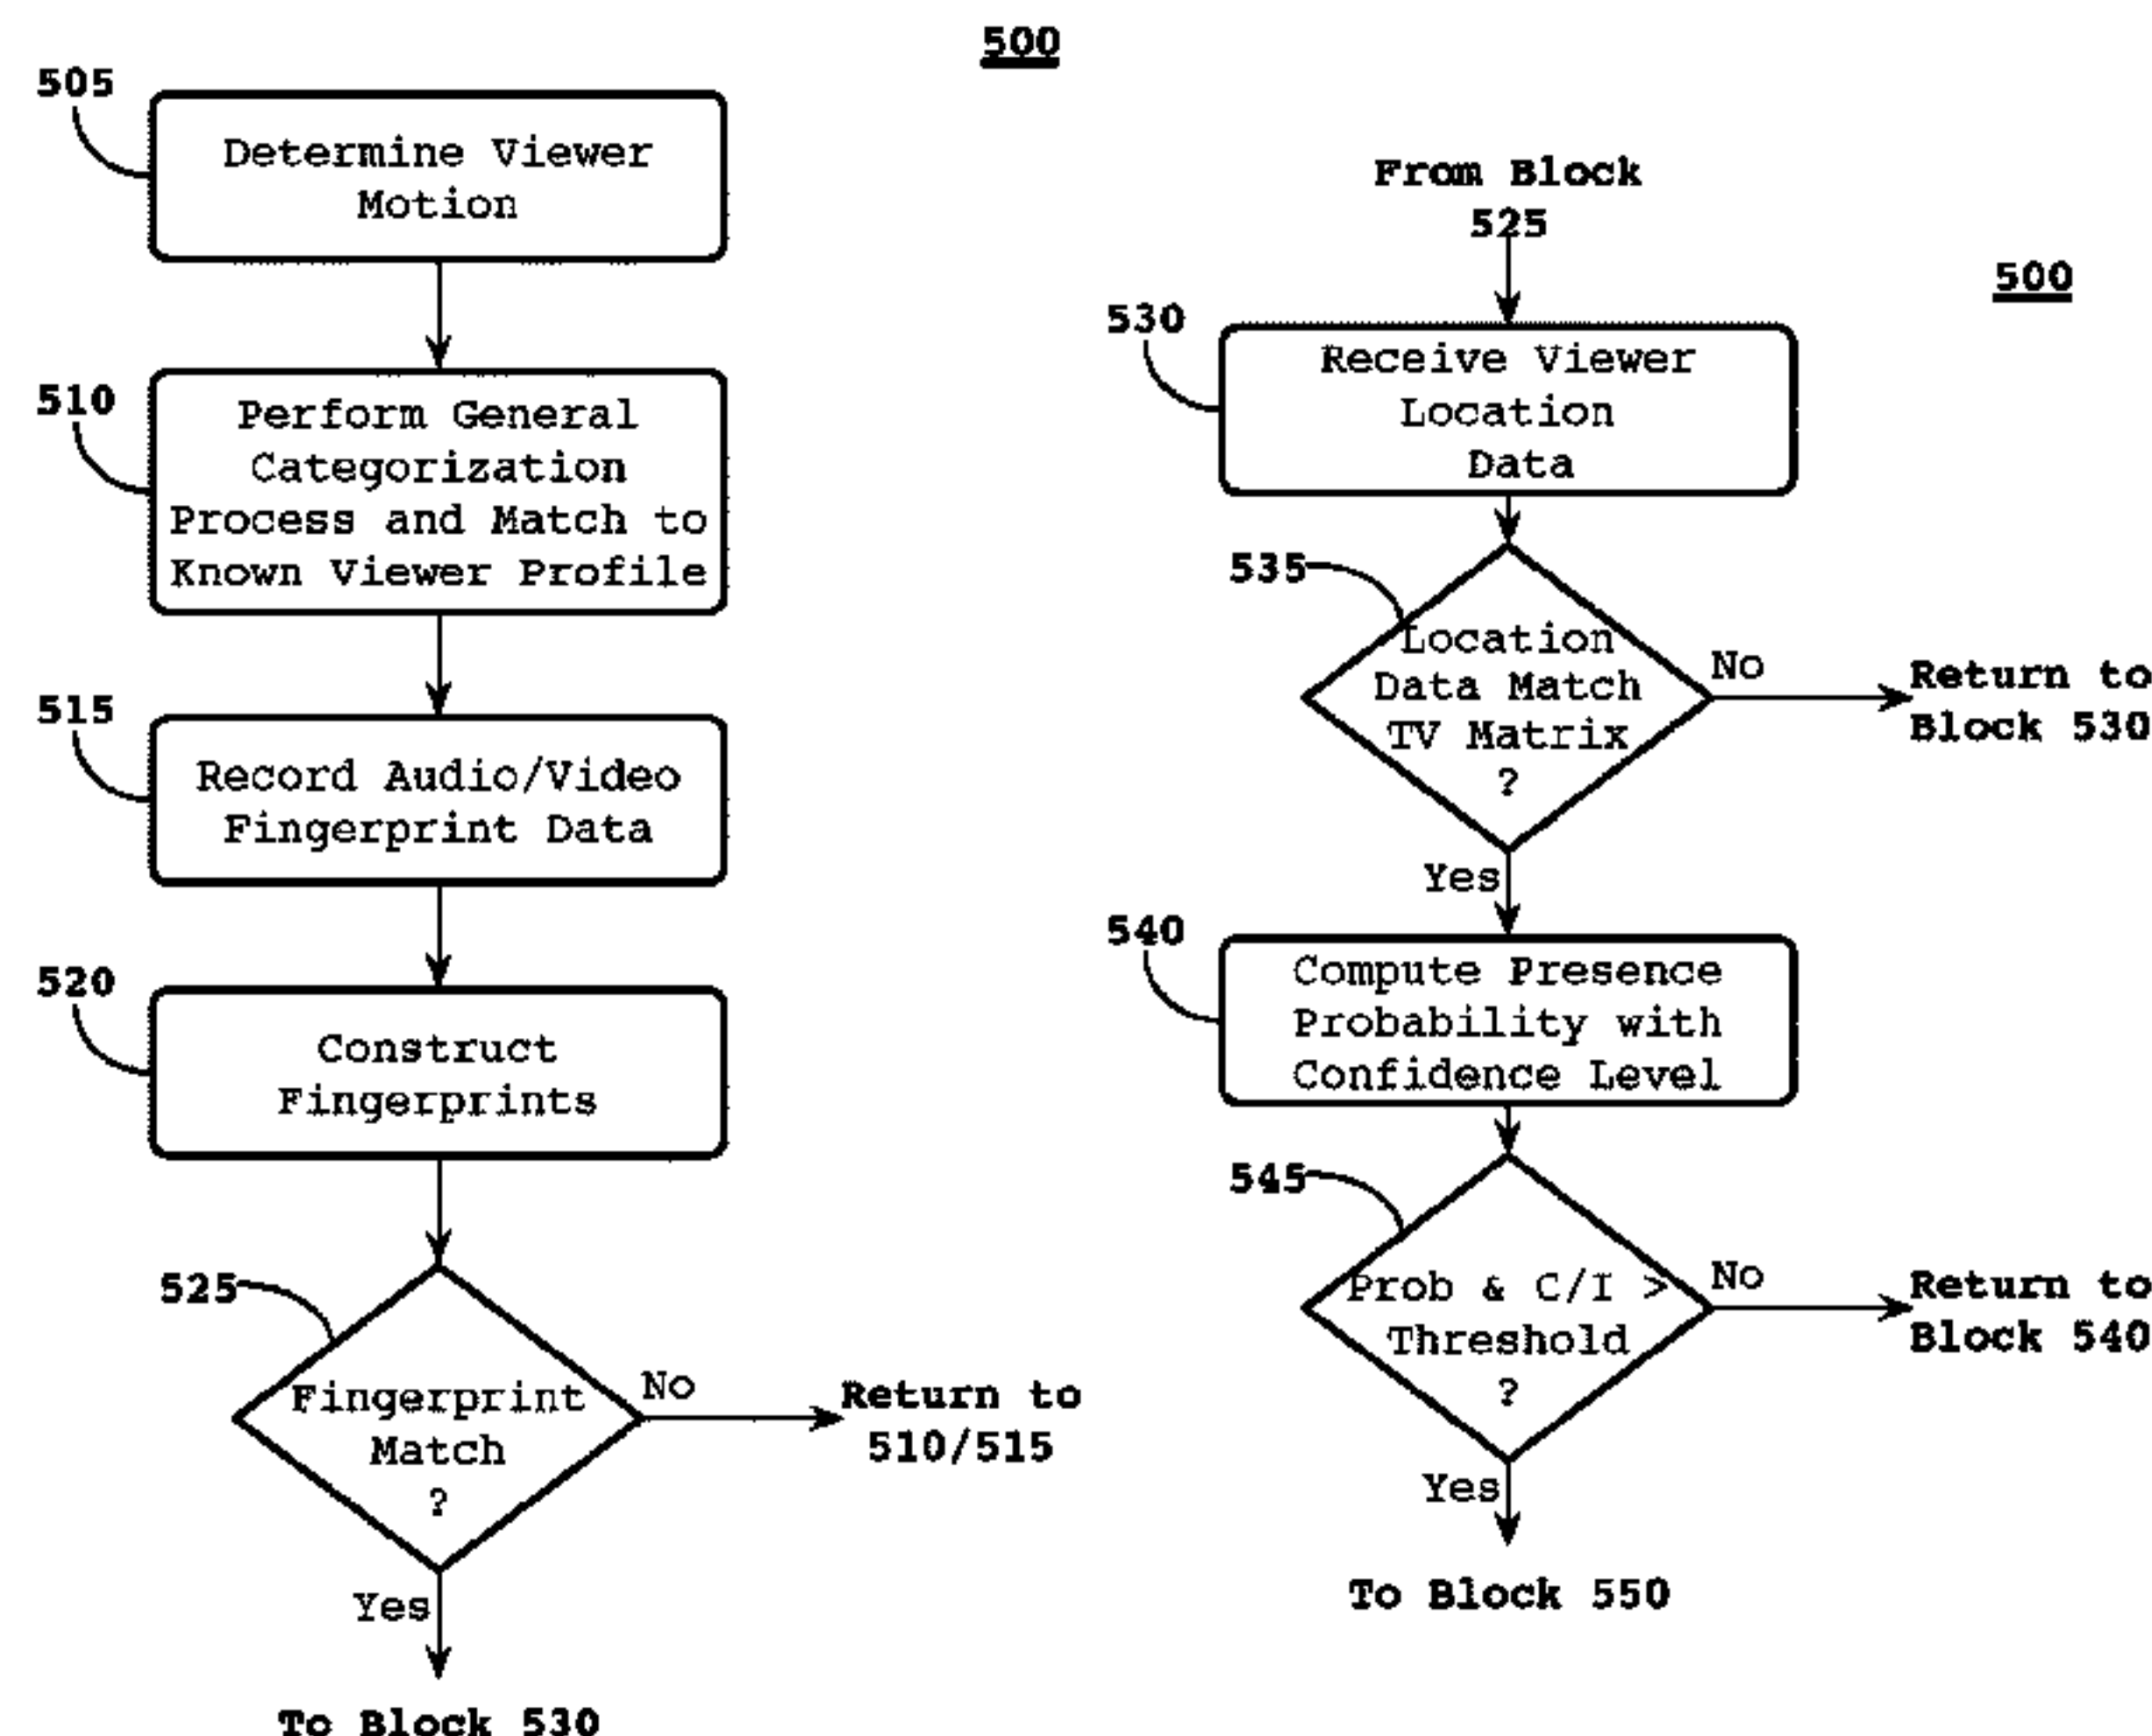 500
505
Determine Viewer
Motion
510
Perform General
Categorization
Process and Match to
Known Viewer Profile
515
Record Audio/Video
Fingerprint Data
520
Construct
Fingerprints
525
Fingerprint
Match
?
No
Return to
510/515
Yes
To Block 530
500
From Block
525
530
Receive Viewer
Location
Data
535
Location
Data Match
TV Matrix
?
No
Return to
Block 530
Yes
540
Compute Presence
Probability with
Confidence Level
545
Prob & C/I >
Threshold
?
No
Return to
Block 540
Yes
To Block 550